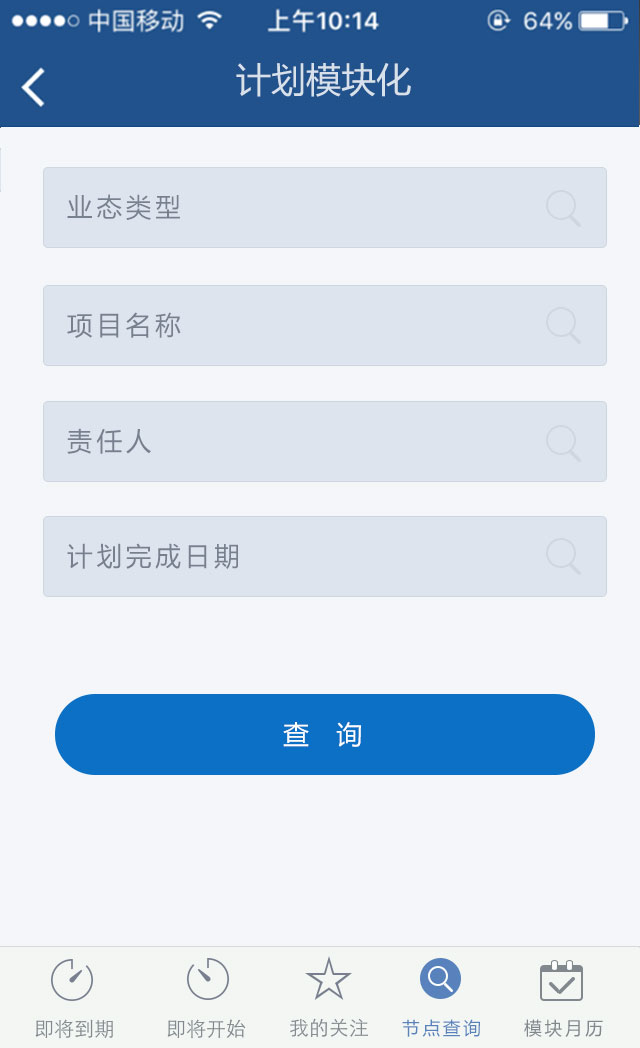 中国移动 上午10:14 64%
计划模块化
业态类型
项目名称
责任人
计划完成日期
查 询
即将到期 即将开始 我的关注 节点查询 模块月历